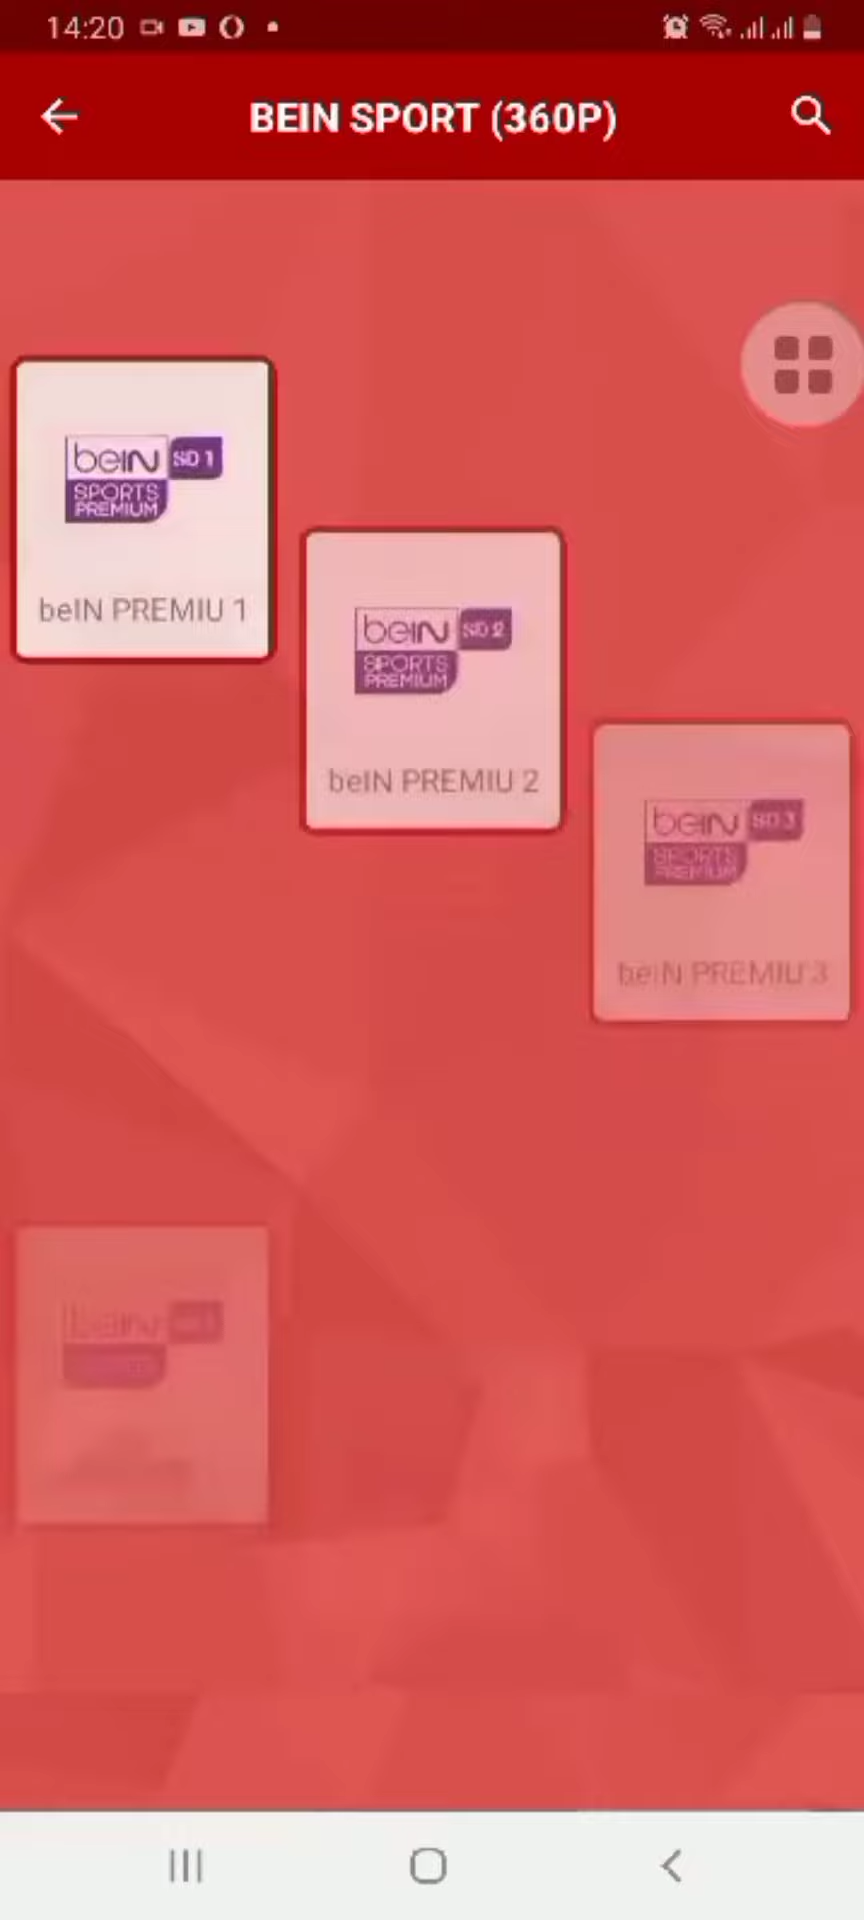 14:20
BEIN SPORT (360P)
beIN SD 1
SPORTS
PREMIUM
beIN PREMIU 1
beIN SD 2
SPORTS
PREMIUM
beIN PREMIU 2
beIN SD 3
SPORTS
PREMIUM
beIN PREMIU 3
beIN